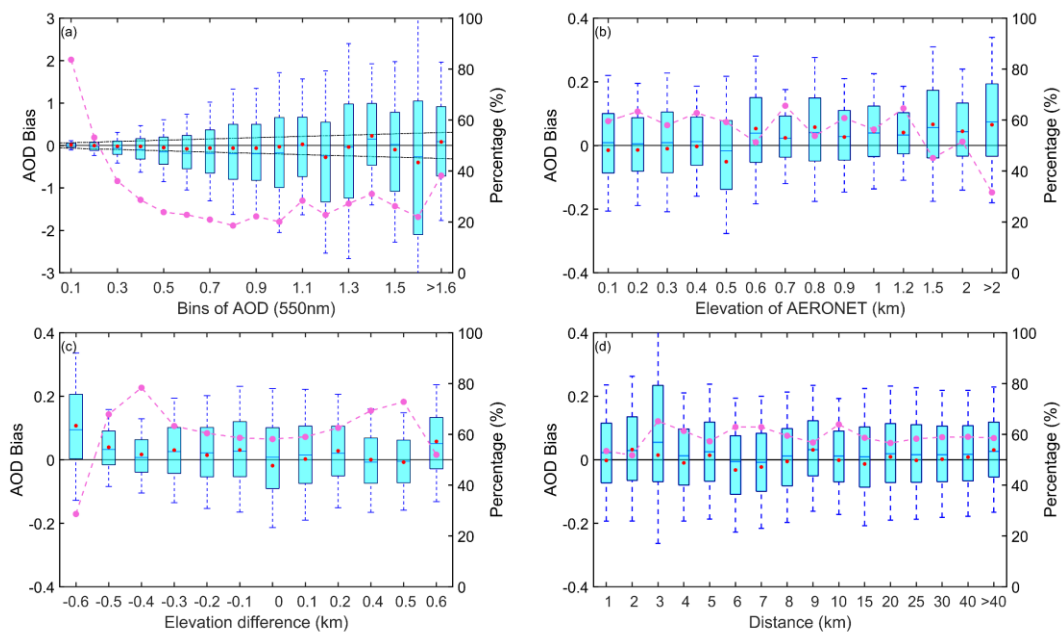 (a)
AOD Bias
3
2
1
0
-1
-2
-3
100
80
60
40
20
0
Percentage (%)
0.1 0.3 0.5 0.7 0.9 1.1 1.3 1.5 >1.6
Bins of AOD (550nm)
(b)
AOD Bias
0.4
0.2
0
-0.2
-0.4
100
80
60
40
20
0
Percentage (%)
0.1 0.2 0.3 0.4 0.5 0.6 0.7 0.8 0.9 1 1.2 1.5 2 >2
Elevation of AERONET (km)
(c)
AOD Bias
0.4
0.2
0
-0.2
-0.4
100
80
60
40
20
0
Percentage (%)
-0.6 -0.5 -0.4 -0.3 -0.2 -0.1 0 0.1 0.2 0.3 0.4 0.5 0.6
Elevation difference (km)
(d)
AOD Bias
0.4
0.2
0
-0.2
-0.4
100
80
60
40
20
0
Percentage (%)
1 2 3 4 5 6 7 8 9 10 15 20 25 30 40 >40
Distance (km)